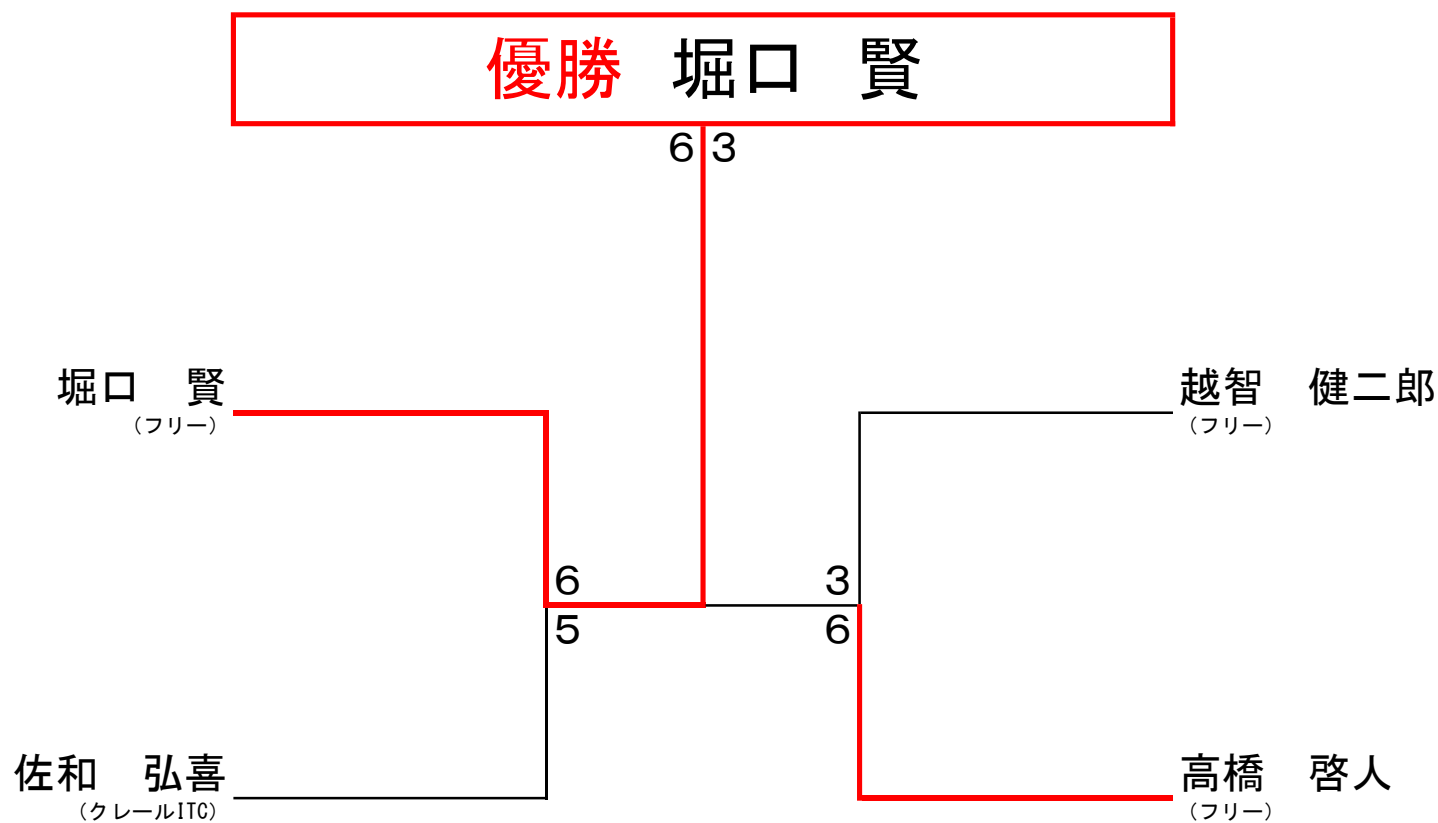 優勝　堀口　賢
６ ３
堀口　賢
（フリー）
越智　健二郎
（フリー）
６
３
５
６
佐和　弘喜
（クレールITC）
高橋　啓人
（フリー）